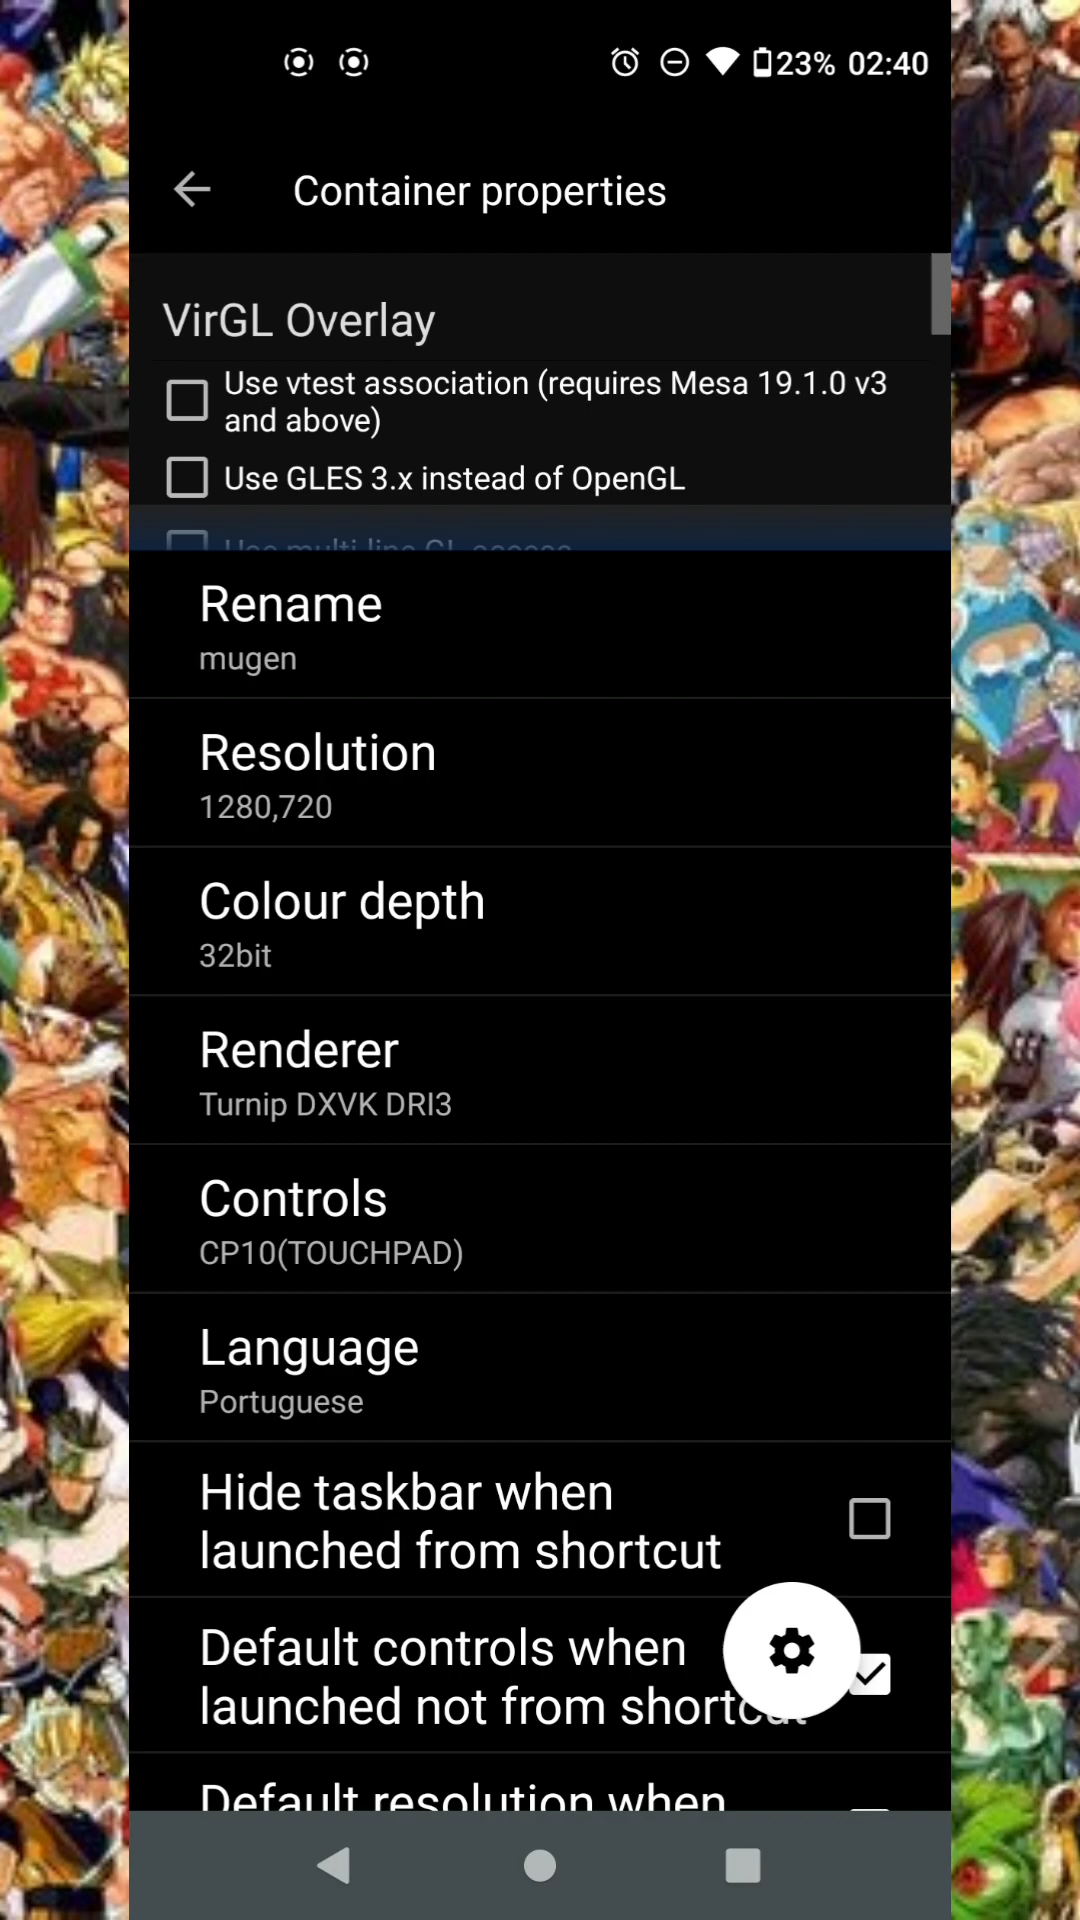 23% 02:40
Container properties
VirGL Overlay
Use vtest association (requires Mesa 19.1.0 v3
and above)
Use GLES 3.x instead of OpenGL
Rename
mugen
Resolution
1280,720
Colour depth
32bit
Renderer
Turnip DXVK DRI3
Controls
CP10(TOUCHPAD)
Language
Portuguese
Hide taskbar when
launched from shortcut
Default controls when
launched not from shortcut
Default resolution when